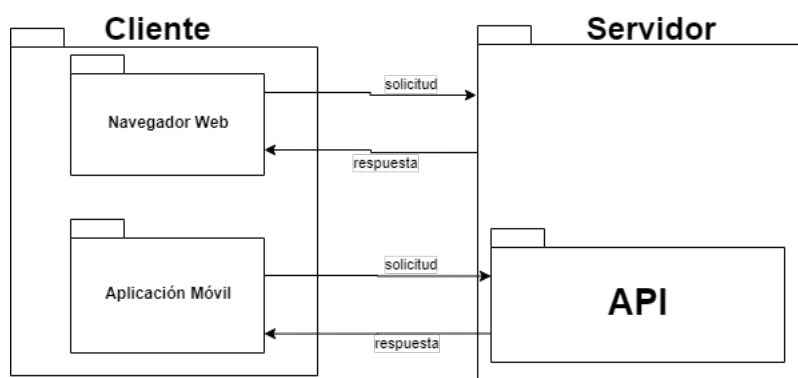 Cliente
Servidor
solicitud
Navegador Web
respuesta
solicitud
Aplicación Móvil
API
respuesta